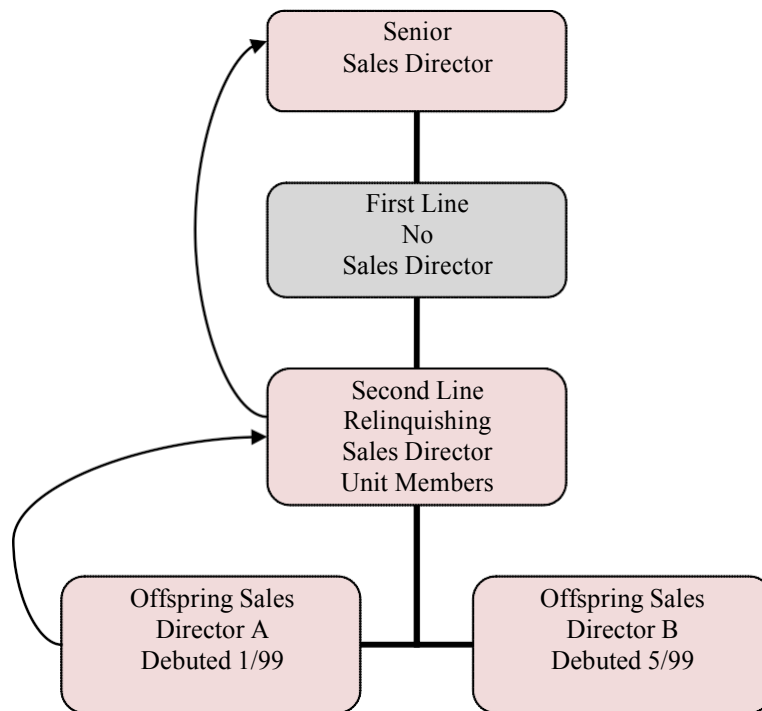 Senior
Sales Director
First Line
No
Sales Director
Second Line
Relinquishing
Sales Director
Unit Members
Offspring Sales
Director A
Debuted 1/99
Offspring Sales
Director B
Debuted 5/99